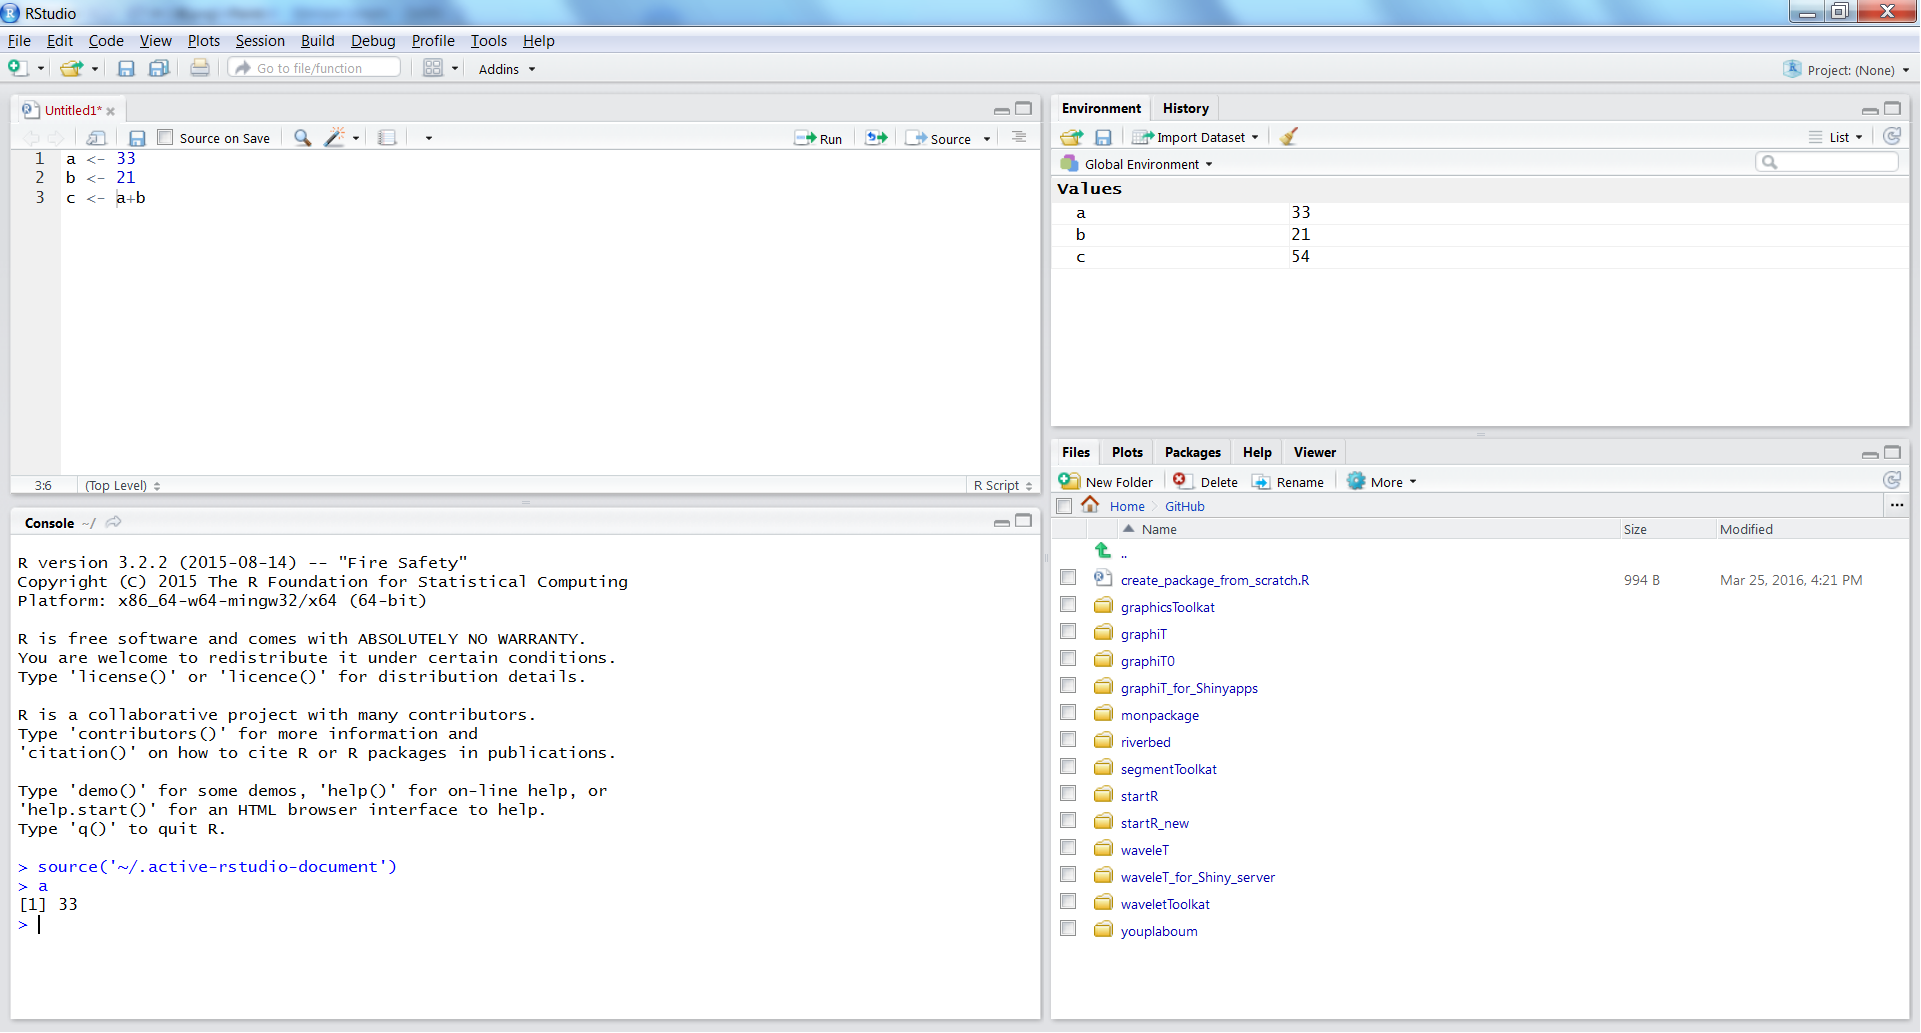 RStudio
File Edit Code View Plots Session Build Debug Profile Tools Help
Go to file/function Addins Project: (None)
Untitled1*
Source on Save Run Source
1 a <- 33
2 b <- 21
3 c <- a+b
3:6 (Top Level) R Script
Console ~/
R version 3.2.2 (2015-08-14) -- "Fire Safety"
Copyright (C) 2015 The R Foundation for Statistical Computing
Platform: x86_64-w64-mingw32/x64 (64-bit)
R is free software and comes with ABSOLUTELY NO WARRANTY.
You are welcome to redistribute it under certain conditions.
Type 'license()' or 'licence()' for distribution details.
R is a collaborative project with many contributors.
Type 'contributors()' for more information and
'citation()' on how to cite R or R packages in publications.
Type 'demo()' for some demos, 'help()' for on-line help, or
'help.start()' for an HTML browser interface to help.
Type 'q()' to quit R.
> source('~/.active-rstudio-document')
> a
[1] 33
>
Environment History
Import Dataset List
Global Environment
Values
a 33
b 21
c 54
Files Plots Packages Help Viewer
New Folder Delete Rename More
Home GitHub ...
Name Size Modified
..
create_package_from_scratch.R 994 B Mar 25, 2016, 4:21 PM
graphicsToolkat
graphiT
graphiT0
graphiT_for_Shinyapps
monpackage
riverbed
segmentToolkat
startR
startR_new
waveleT
waveleT_for_Shiny_server
waveletToolkat
youplaboum